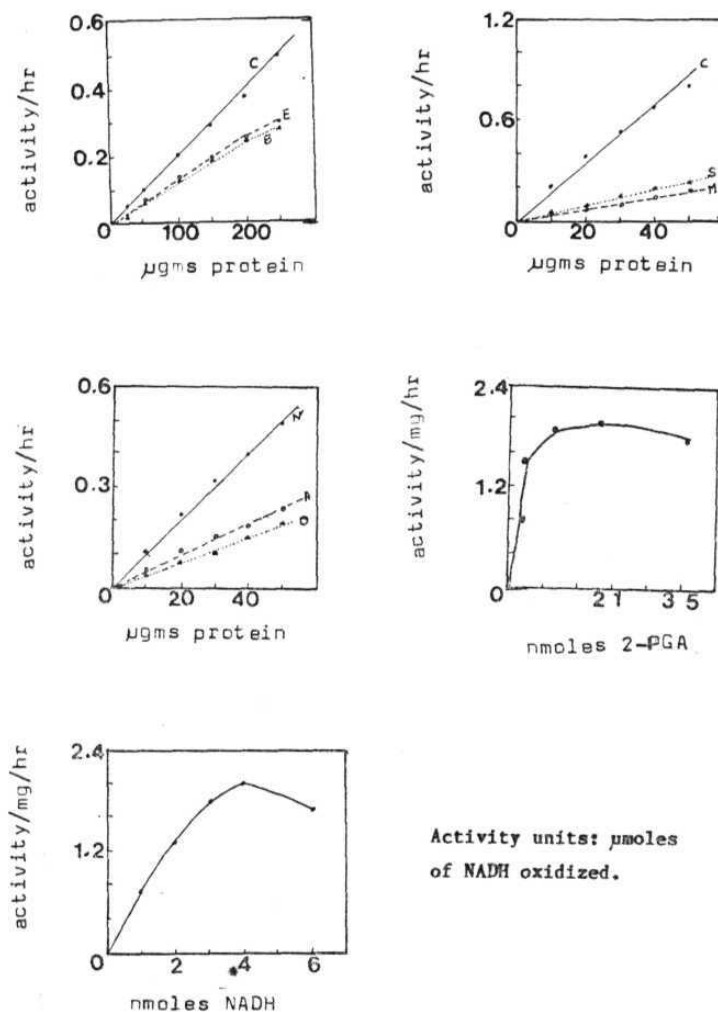 0.6
0.4
0.2
0
100
200
activity/hr
µgms protein
C
E
B
1.2
0.6
0
20
40
activity/hr
µgms protein
C
S
M
0.6
0.3
0
20
40
activity/hr
µgms protein
N
A
O
2.4
1.2
0
21
35
activity/mg/hr
nmoles 2-PGA
2.4
1.2
0
2
4
6
activity/mg/hr
nmoles NADH
Activity units: µmoles
of NADH oxidized.